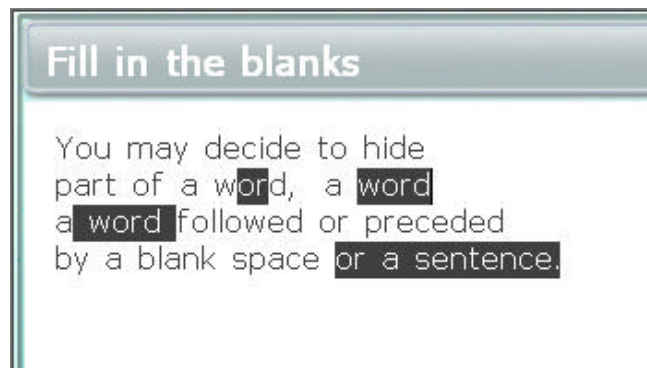 Fill in the blanks
You may decide to hide
part of a word, a word
a word followed or preceded
by a blank space or a sentence.